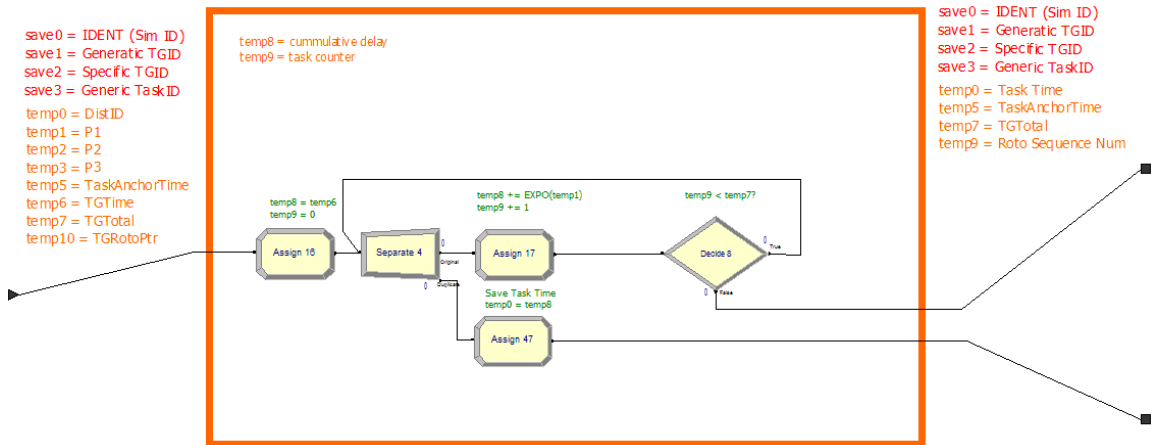 save0 = IDENT (Sim ID)
save1 = Generatic TGID
save2 = Specific TGID
save3 = Generic TaskID
temp0 = DistID
temp1 = P1
temp2 = P2
temp3 = P3
temp5 = TaskAnchorTime
temp6 = TGTime
temp7 = TGTotal
temp10 = TGRotoPtr
temp8 = cummulative delay
temp9 = task counter
temp8 = temp6
temp9 = 0
Assign 16
Separate 4
0
Original
0
Duplicate
temp8 += EXPO(temp1)
temp9 += 1
Assign 17
Save Task Time
temp0 = temp8
Assign 47
temp9 < temp7?
Decide 8
0
True
0
False
save0 = IDENT (Sim ID)
save1 = Generatic TGID
save2 = Specific TGID
save3 = Generic TaskID
temp0 = Task Time
temp5 = TaskAnchorTime
temp7 = TGTotal
temp9 = Roto Sequence Num